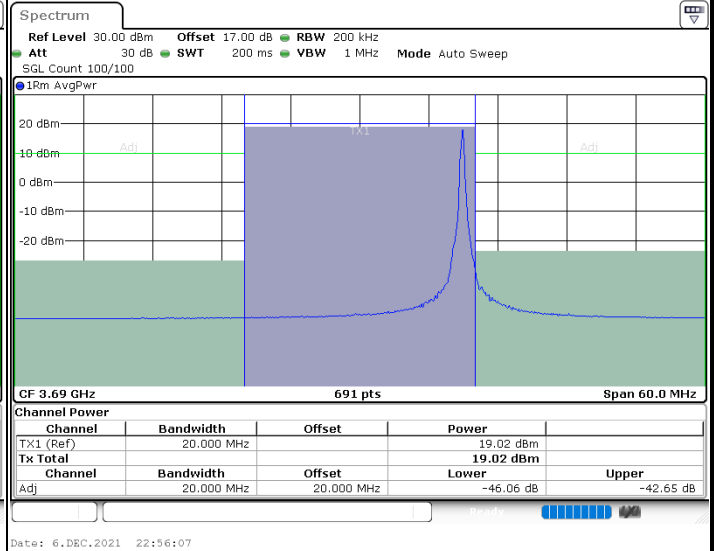 Spectrum
Ref Level 30.00 dBm Offset 17.00 dB RBW 200 kHz
Att 30 dB SWT 200 ms VBW 1 MHz Mode Auto Sweep
SGL Count 100/100
1Rm AvgPwr
20 dBm
TX1
Adj
Adj
10 dBm
0 dBm
-10 dBm
-20 dBm
CF 3.69 GHz 691 pts Span 60.0 MHz
Channel Power
Channel Bandwidth Offset Power
TX1 (Ref) 20.000 MHz 19.02 dBm
Tx Total 19.02 dBm
Channel Bandwidth Offset Lower Upper
Adj 20.000 MHz 20.000 MHz -46.06 dB -42.65 dB
Ready
Date: 6.DEC.2021 22:56:07